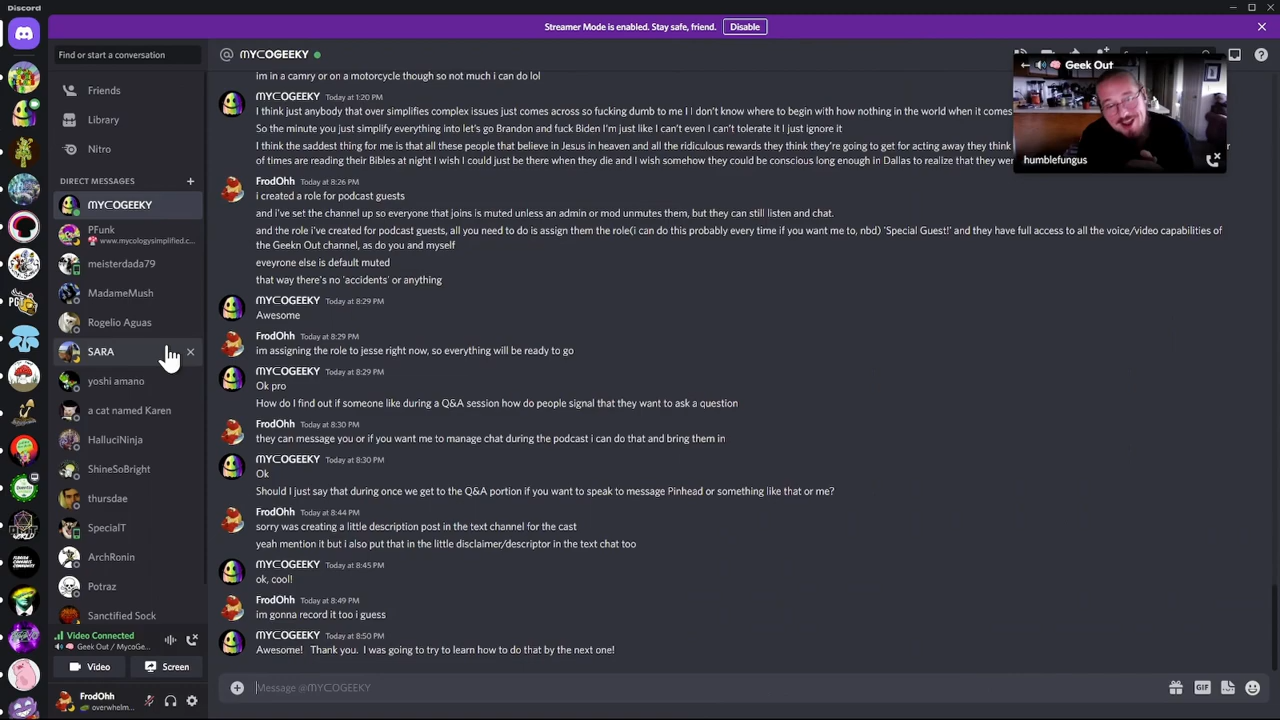 Discord
Streamer Mode is enabled. Stay safe, friend.
Disable
Find or start a conversation
@ MYCOGEEKY
Friends
Library
Nitro
DIRECT MESSAGES
MYCOGEEKY
PFunk
www.mycologysimplified.c...
meisterdada79
MadameMush
Rogelio Aguas
SARA
yoshi amano
a cat named Karen
HalluciNinja
ShineSoBright
thursdae
SpecialT
ArchRonin
Potraz
Sanctified Sock
Video Connected
Geek Out / MycoGe...
Video
Screen
FrodOhh
overwhelm...
im in a camry or on a motorcycle though so not much i can do lol
MYCOGEEKY Today at 1:20 PM
I think just anybody that over simplifies complex issues just comes across so fucking dumb to me I I don't know where to begin with how nothing in the world when it comes
So the minute you just simplify everything into let's go Brandon and fuck Biden I'm just like I can't even I can't tolerate it I just ignore it
I think the saddest thing for me is that all these people that believe in Jesus in heaven and all the ridiculous rewards they think they're going to get for acting away they think
of times are reading their Bibles at night I wish I could just be there when they die and I wish somehow they could be conscious long enough in Dallas to realize that they wer
FrodOhh Today at 8:26 PM
i created a role for podcast guests
and i've set the channel up so everyone that joins is muted unless an admin or mod unmutes them, but they can still listen and chat.
and the role i've created for podcast guests, all you need to do is assign them the role(i can do this probably every time if you want me to, nbd) 'Special Guest!' and they have full access to all the voice/video capabilities of
the Geekn Out channel, as do you and myself
eveyrone else is default muted
that way there's no 'accidents' or anything
MYCOGEEKY Today at 8:29 PM
Awesome
FrodOhh Today at 8:29 PM
im assigning the role to jesse right now, so everything will be ready to go
MYCOGEEKY Today at 8:29 PM
Ok pro
How do I find out if someone like during a Q&A session how do people signal that they want to ask a question
FrodOhh Today at 8:30 PM
they can message you or if you want me to manage chat during the podcast i can do that and bring them in
MYCOGEEKY Today at 8:30 PM
Ok
Should I just say that during once we get to the Q&A portion if you want to speak to message Pinhead or something like that or me?
FrodOhh Today at 8:44 PM
sorry was creating a little description post in the text channel for the cast
yeah mention it but i also put that in the little disclaimer/descriptor in the text chat too
MYCOGEEKY Today at 8:45 PM
ok, cool!
FrodOhh Today at 8:49 PM
im gonna record it too i guess
MYCOGEEKY Today at 8:50 PM
Awesome! Thank you. I was going to try to learn how to do that by the next one!
Message @MYCOGEEKY
GIF
Geek Out
humblefungus